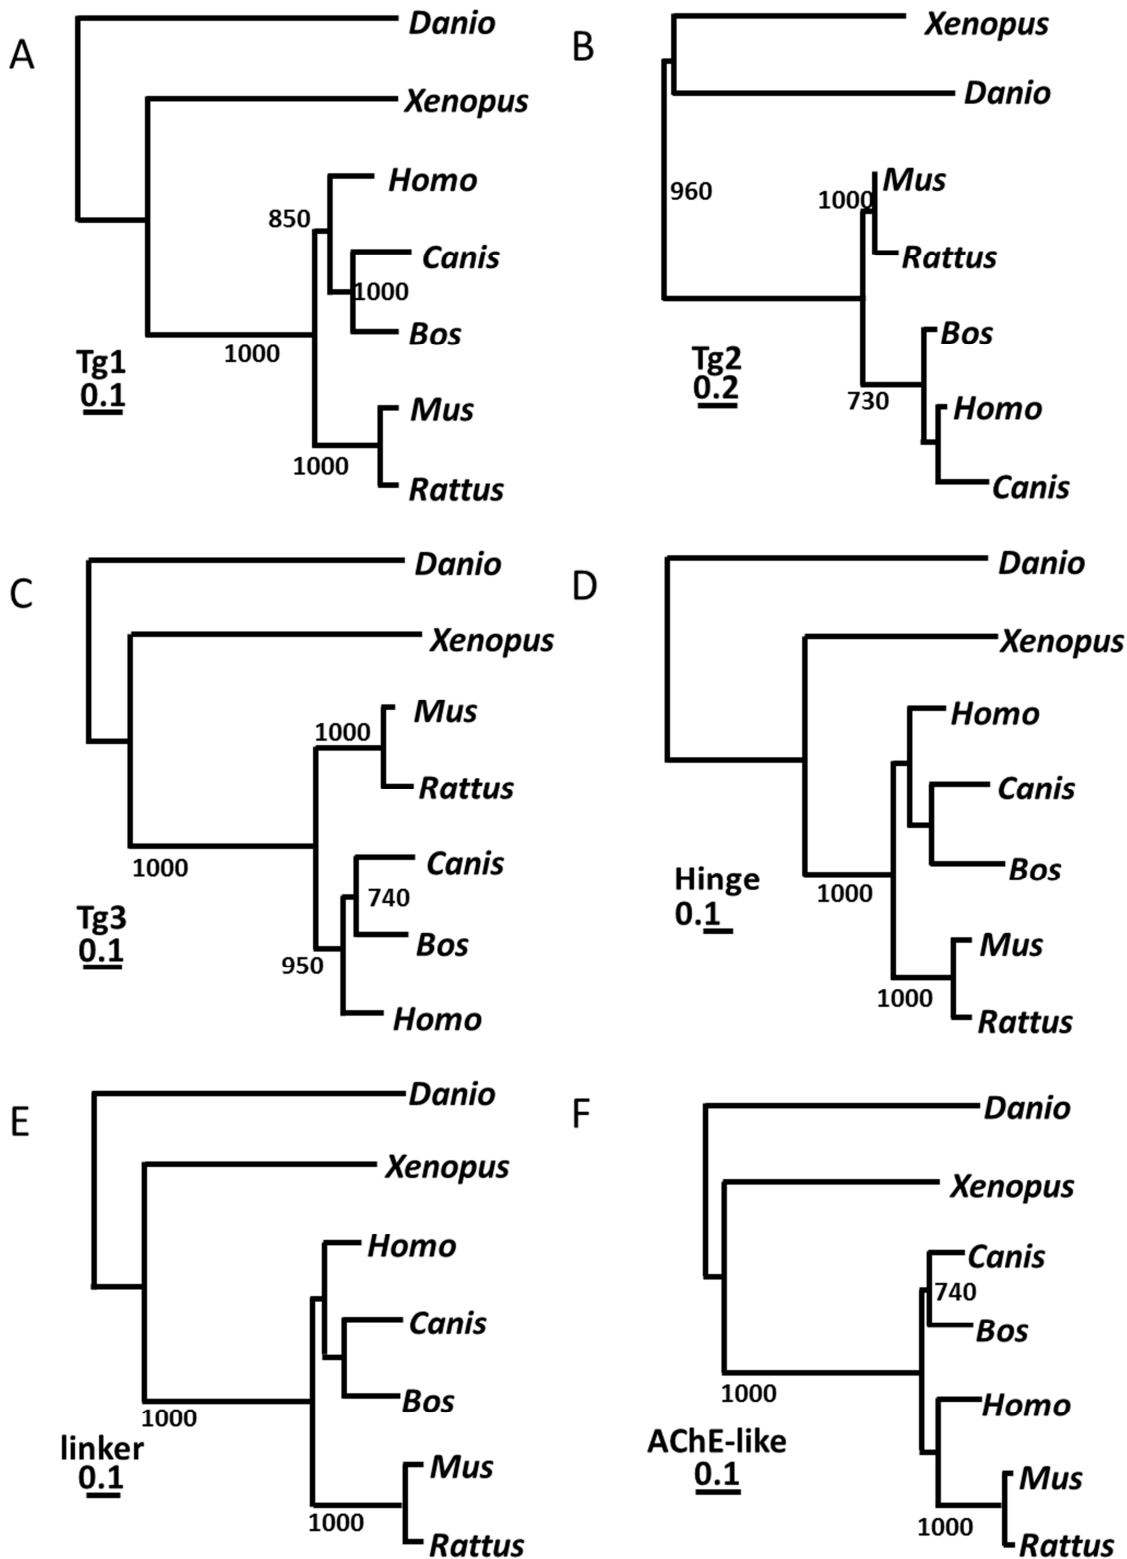 A
Danio
Xenopus
Homo
850
Canis
1000
Bos
1000
Tg1
0.1
Mus
1000
Rattus
B
Xenopus
Danio
960
Mus
1000
Rattus
Bos
Tg2
0.2
730
Homo
Canis
C
Danio
Xenopus
Mus
1000
Rattus
Canis
1000
740
Tg3
0.1
Bos
950
Homo
D
Danio
Xenopus
Homo
Canis
Bos
Hinge
0.1
1000
Mus
1000
Rattus
E
Danio
Xenopus
Homo
Canis
Bos
1000
linker
0.1
Mus
1000
Rattus
F
Danio
Xenopus
Canis
740
Bos
1000
Homo
AChE-like
0.1
Mus
1000
Rattus